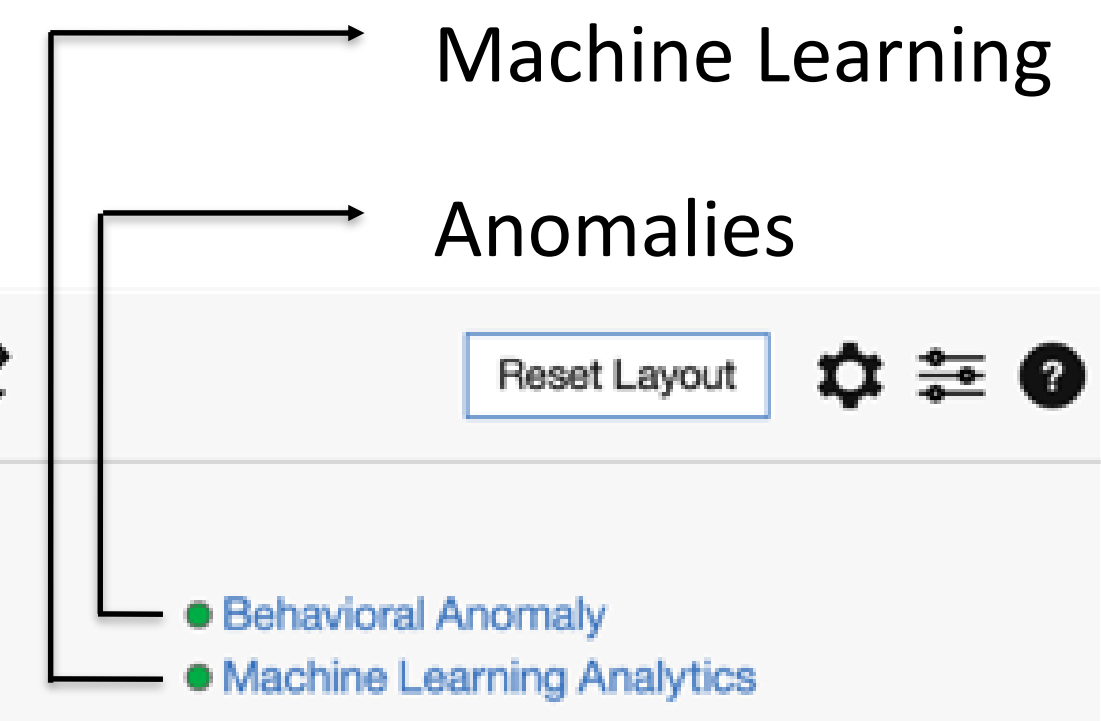 Machine Learning
Anomalies
Reset Layout
?
Behavioral Anomaly
Machine Learning Analytics